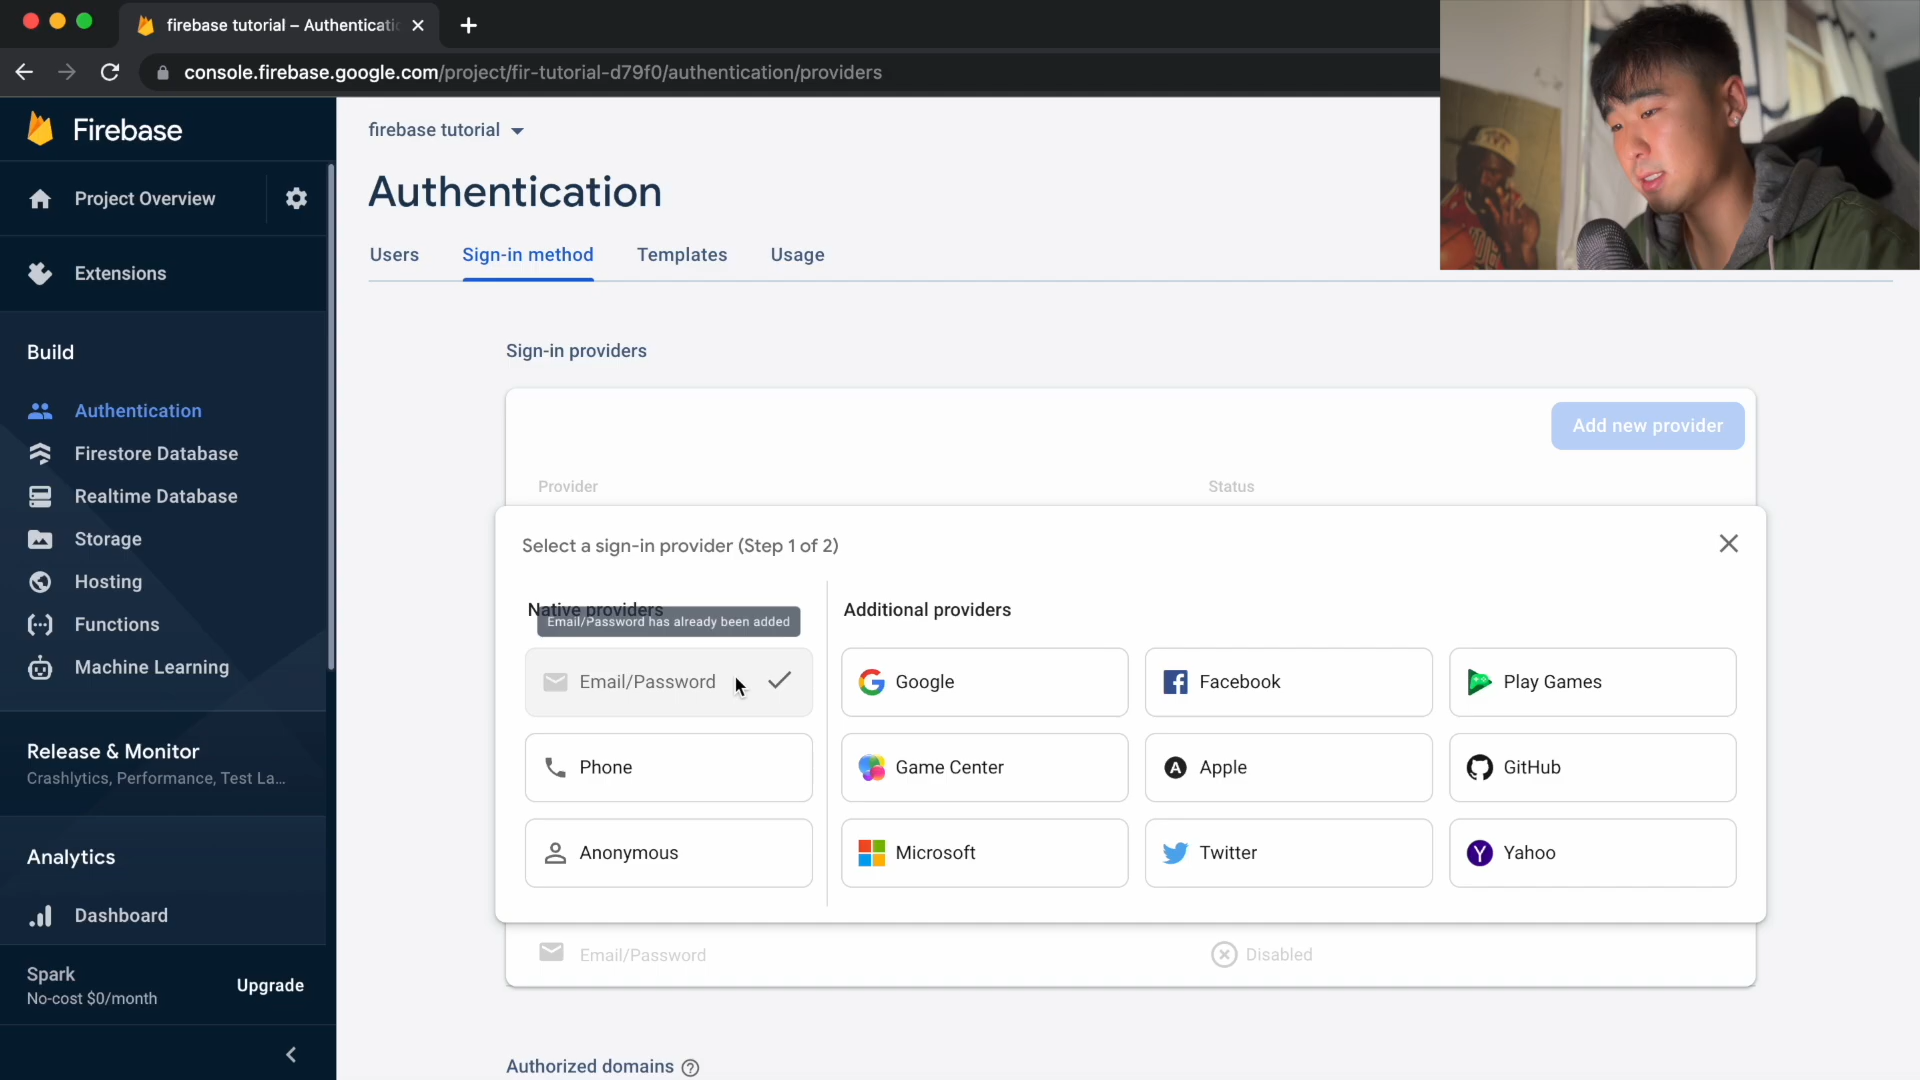 firebase tutorial – Authenticati
console.firebase.google.com/project/fir-tutorial-d79f0/authentication/providers
Firebase
Project Overview
Extensions
Build
Authentication
Firestore Database
Realtime Database
Storage
Hosting
Functions
Machine Learning
Release & Monitor
Crashlytics, Performance, Test La...
Analytics
Dashboard
Spark
No-cost $0/month
Upgrade
firebase tutorial
Authentication
Users
Sign-in method
Templates
Usage
Sign-in providers
Add new provider
Provider
Status
Select a sign-in provider (Step 1 of 2)
Native providers
Email/Password has already been added
Email/Password
Phone
Anonymous
Additional providers
Google
Facebook
Play Games
Game Center
Apple
GitHub
Microsoft
Twitter
Yahoo
Email/Password
Disabled
Authorized domains